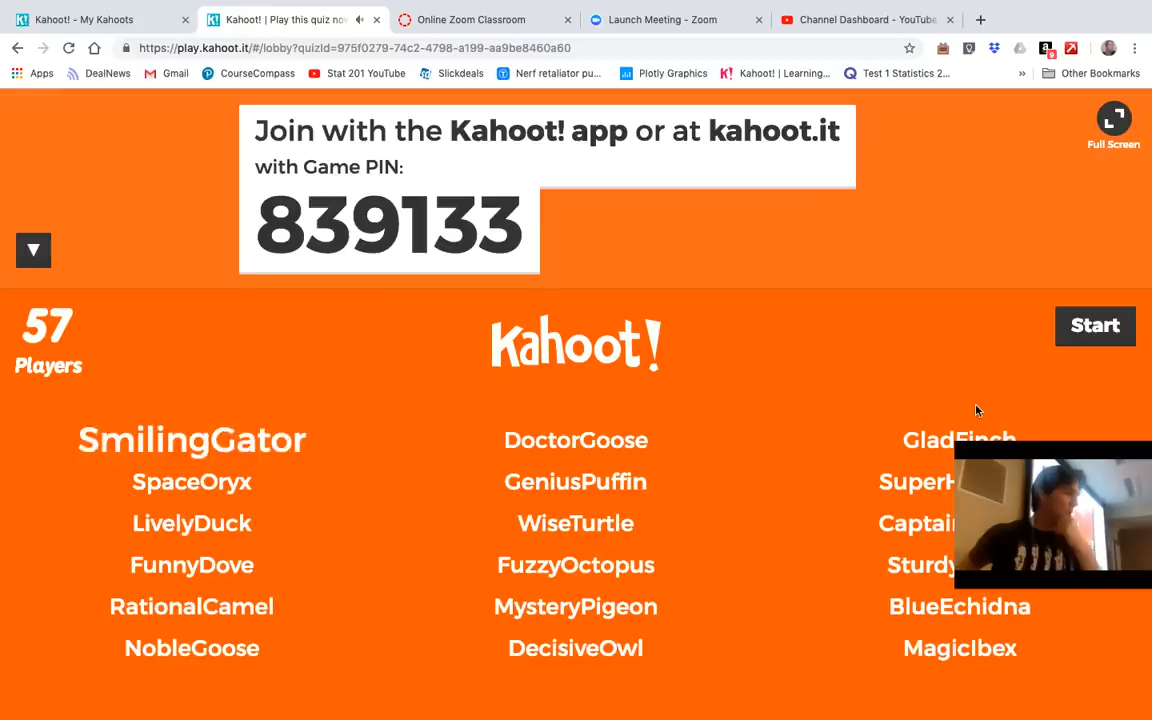 Kahoot! - My Kahoots
Kahoot! | Play this quiz no
Online Zoom Classroom
Launch Meeting - Zoom
Channel Dashboard - YouTube
https://play.kahoot.it/#/lobby?quizId=975f0279-74c2-4798-a199-aa9be8460a60
Apps DealNews Gmail CourseCompass Stat 201 YouTube Slickdeals Nerf retaliator pu... Plotly Graphics Kahoot! | Learning... Test 1 Statistics 2... » Other Bookmarks
Join with the Kahoot! app or at kahoot.it
with Game PIN:
839133
Full Screen
57
Players
Kahoot!
Start
SmilingGator DoctorGoose GladFinch
SpaceOryx GeniusPuffin SuperH
LivelyDuck WiseTurtle Captai
FunnyDove FuzzyOctopus Sturdy
RationalCamel MysteryPigeon BlueEchidna
NobleGoose DecisiveOwl MagicIbex